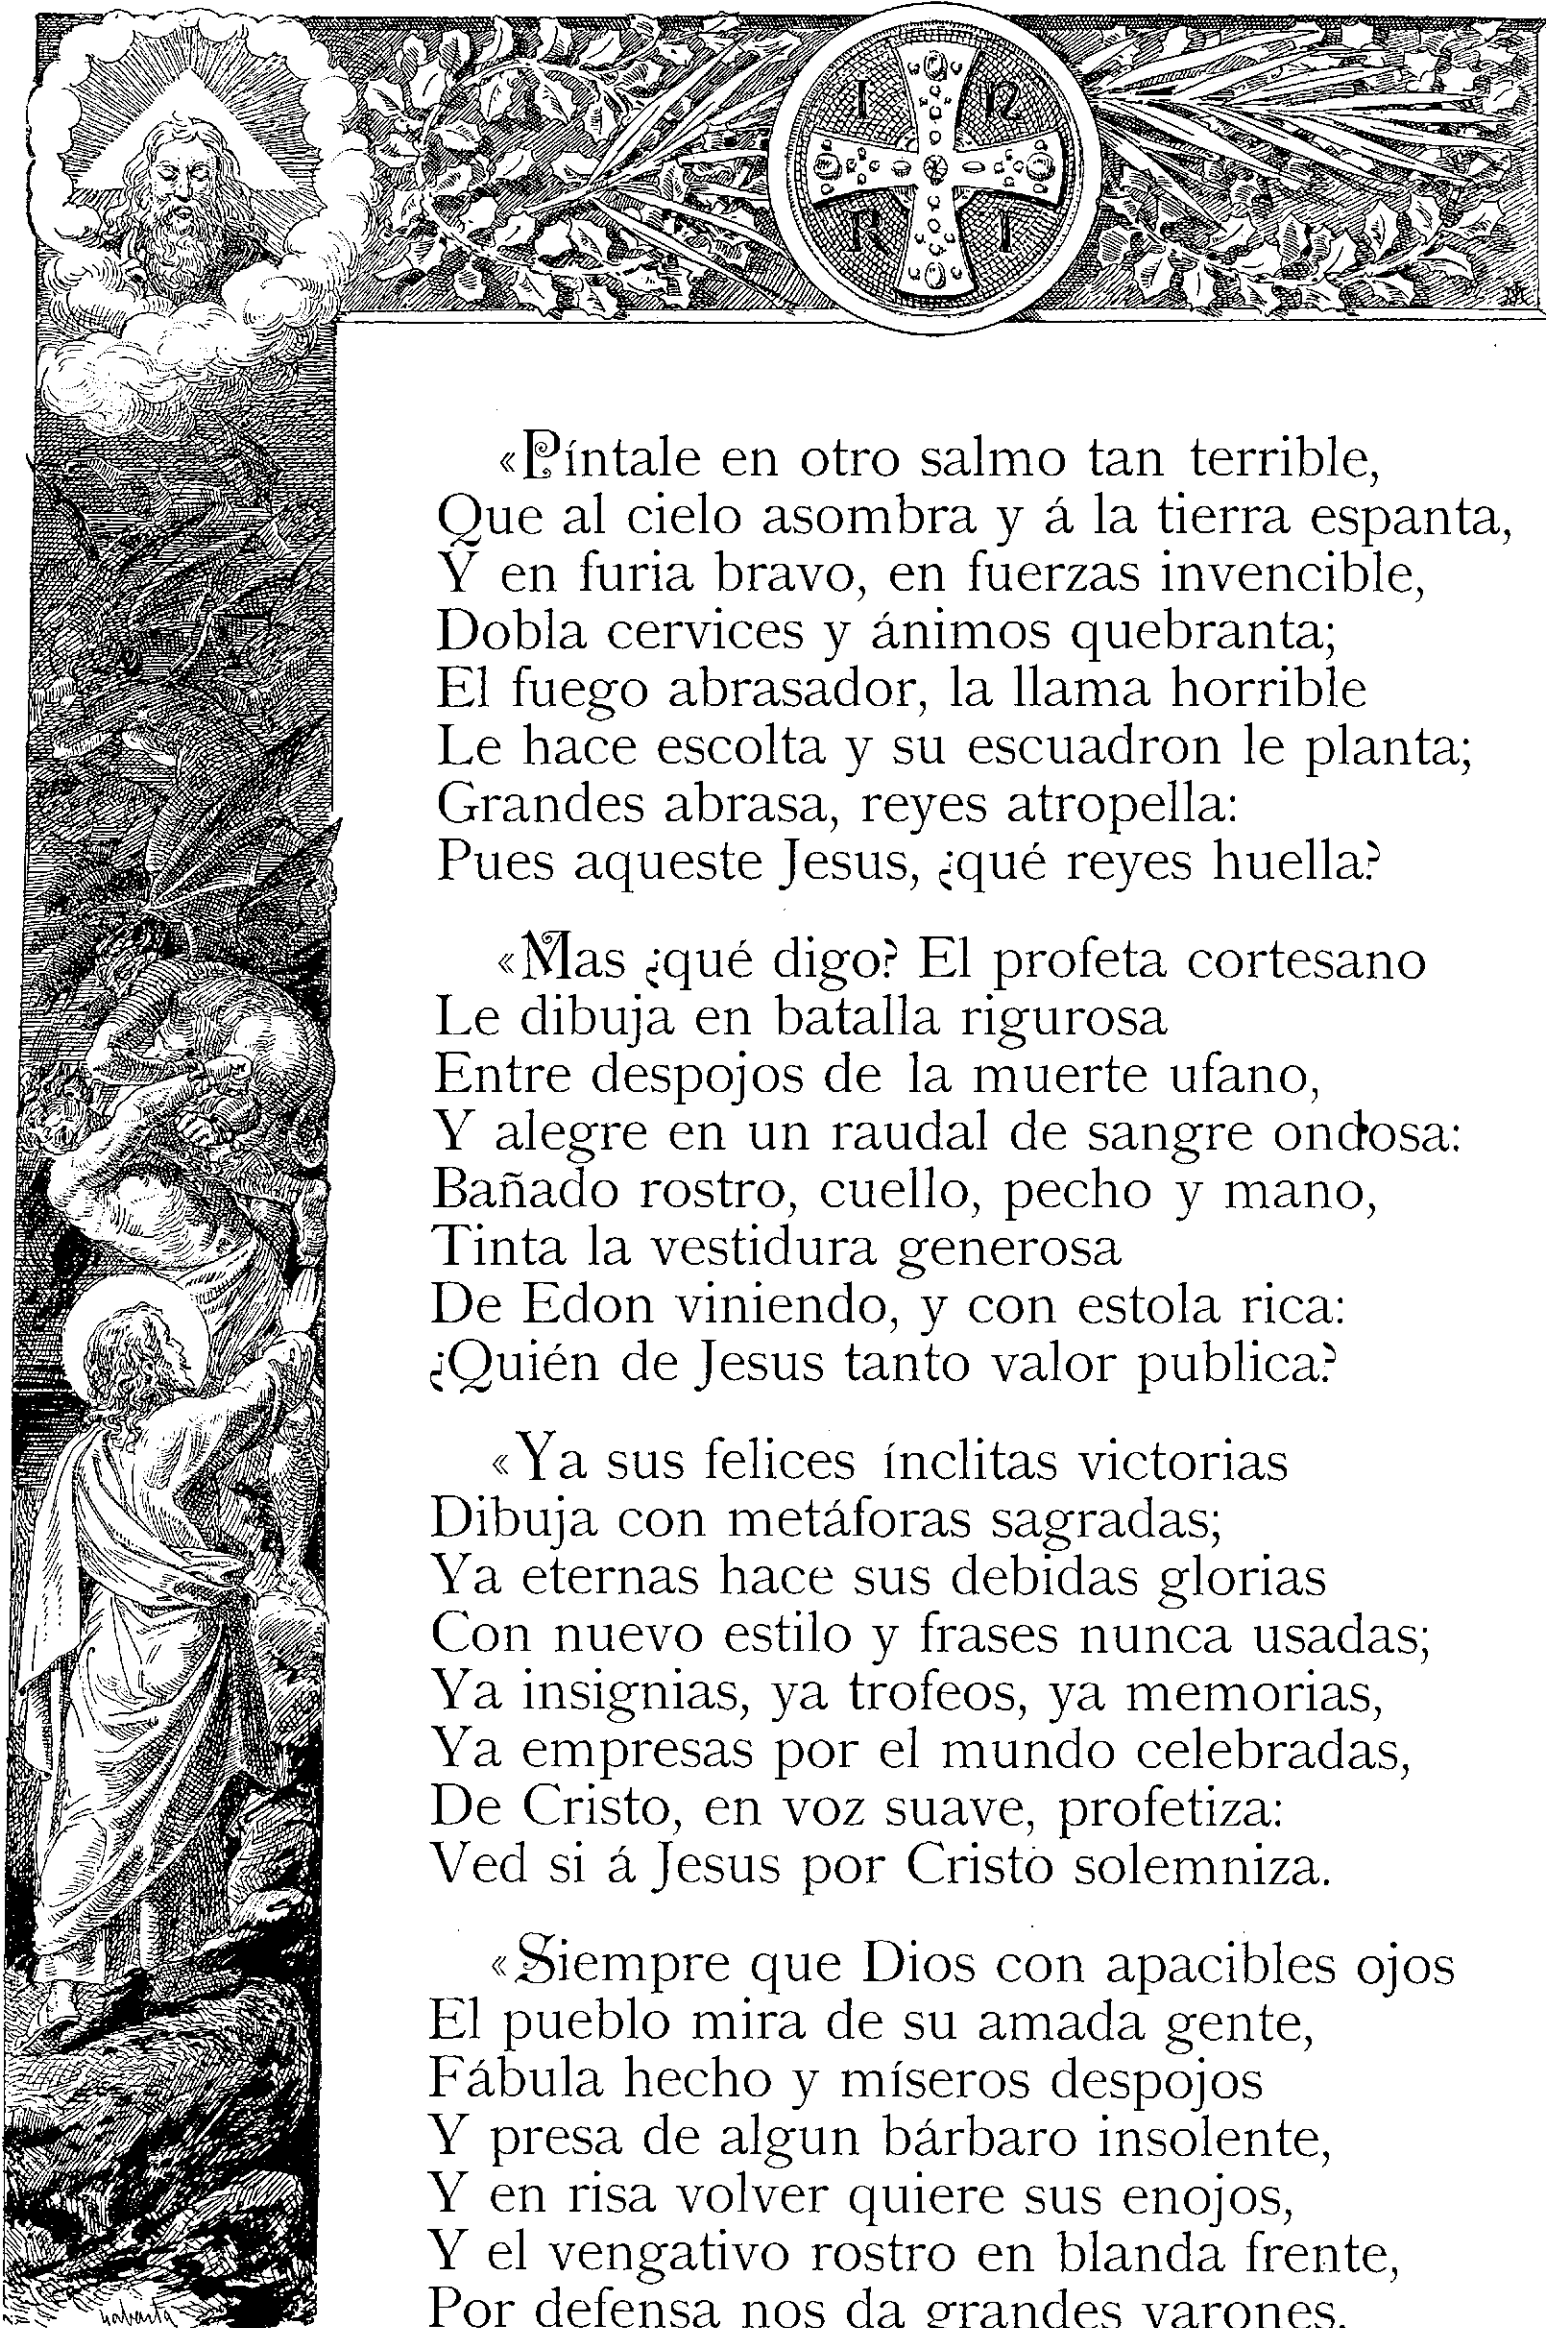 I N
R I
«Píntale en otro salmo tan terrible,
Que al cielo asombra y á la tierra espanta,
Y en furia bravo, en fuerzas invencible,
Dobla cervices y ánimos quebranta;
El fuego abrasador, la llama horrible
Le hace escolta y su escuadron le planta;
Grandes abrasa, reyes atropella:
Pues aqueste Jesus, ¿qué reyes huella?
«Mas ¿qué digo? El profeta cortesano
Le dibuja en batalla rigurosa
Entre despojos de la muerte ufano,
Y alegre en un raudal de sangre ondosa:
Bañado rostro, cuello, pecho y mano,
Tinta la vestidura generosa
De Edon viniendo, y con estola rica:
¿Quién de Jesus tanto valor publica?
«Ya sus felices ínclitas victorias
Dibuja con metáforas sagradas;
Ya eternas hace sus debidas glorias
Con nuevo estilo y frases nunca usadas;
Ya insignias, ya trofeos, ya memorias,
Ya empresas por el mundo celebradas,
De Cristo, en voz suave, profetiza:
Ved si á Jesus por Cristo solemniza.
«Siempre que Dios con apacibles ojos
El pueblo mira de su amada gente,
Fábula hecho y míseros despojos
Y presa de algun bárbaro insolente,
Y en risa volver quiere sus enojos,
Y el vengativo rostro en blanda frente,
Por defensa nos da grandes varones,